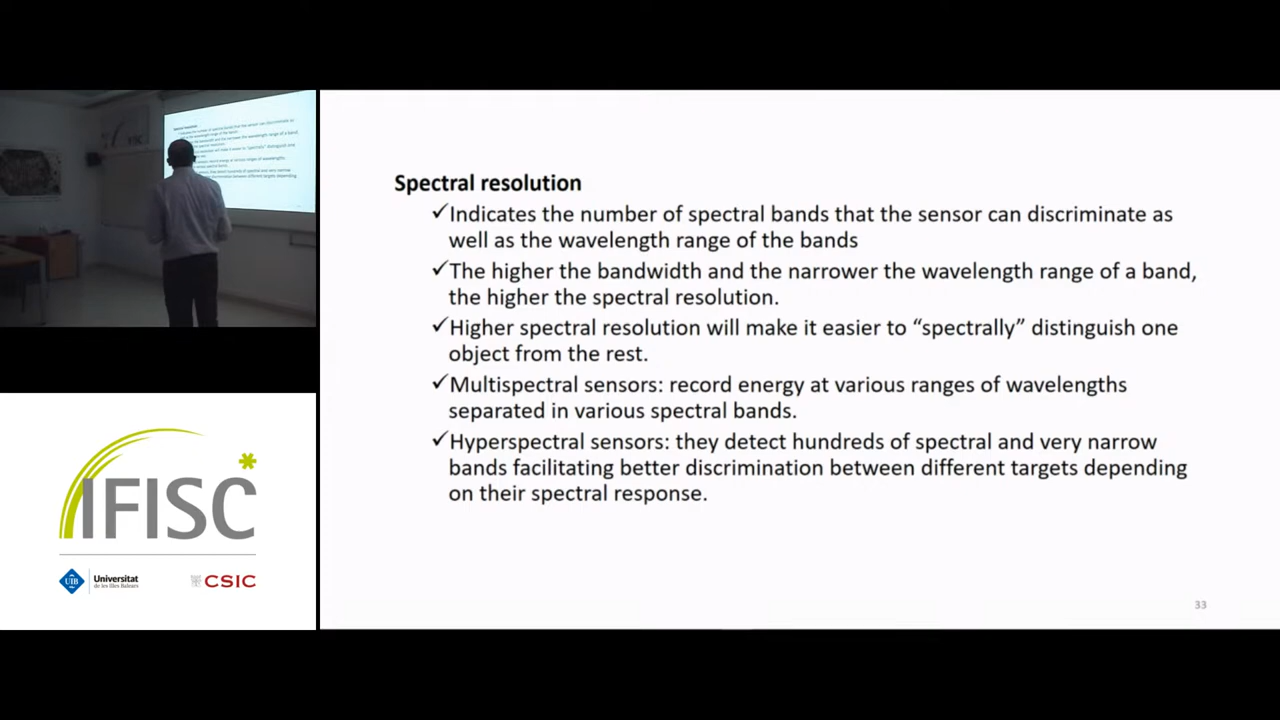 Spectral resolution
✓Indicates the number of spectral bands that the sensor can discriminate as
well as the wavelength range of the bands
✓The higher the bandwidth and the narrower the wavelength range of a band,
the higher the spectral resolution.
✓Higher spectral resolution will make it easier to “spectrally” distinguish one
object from the rest.
✓Multispectral sensors: record energy at various ranges of wavelengths
separated in various spectral bands.
✓Hyperspectral sensors: they detect hundreds of spectral and very narrow
bands facilitating better discrimination between different targets depending
on their spectral response.
33
IFISC
UIB
Universitat
de les Illes Balears
CSIC